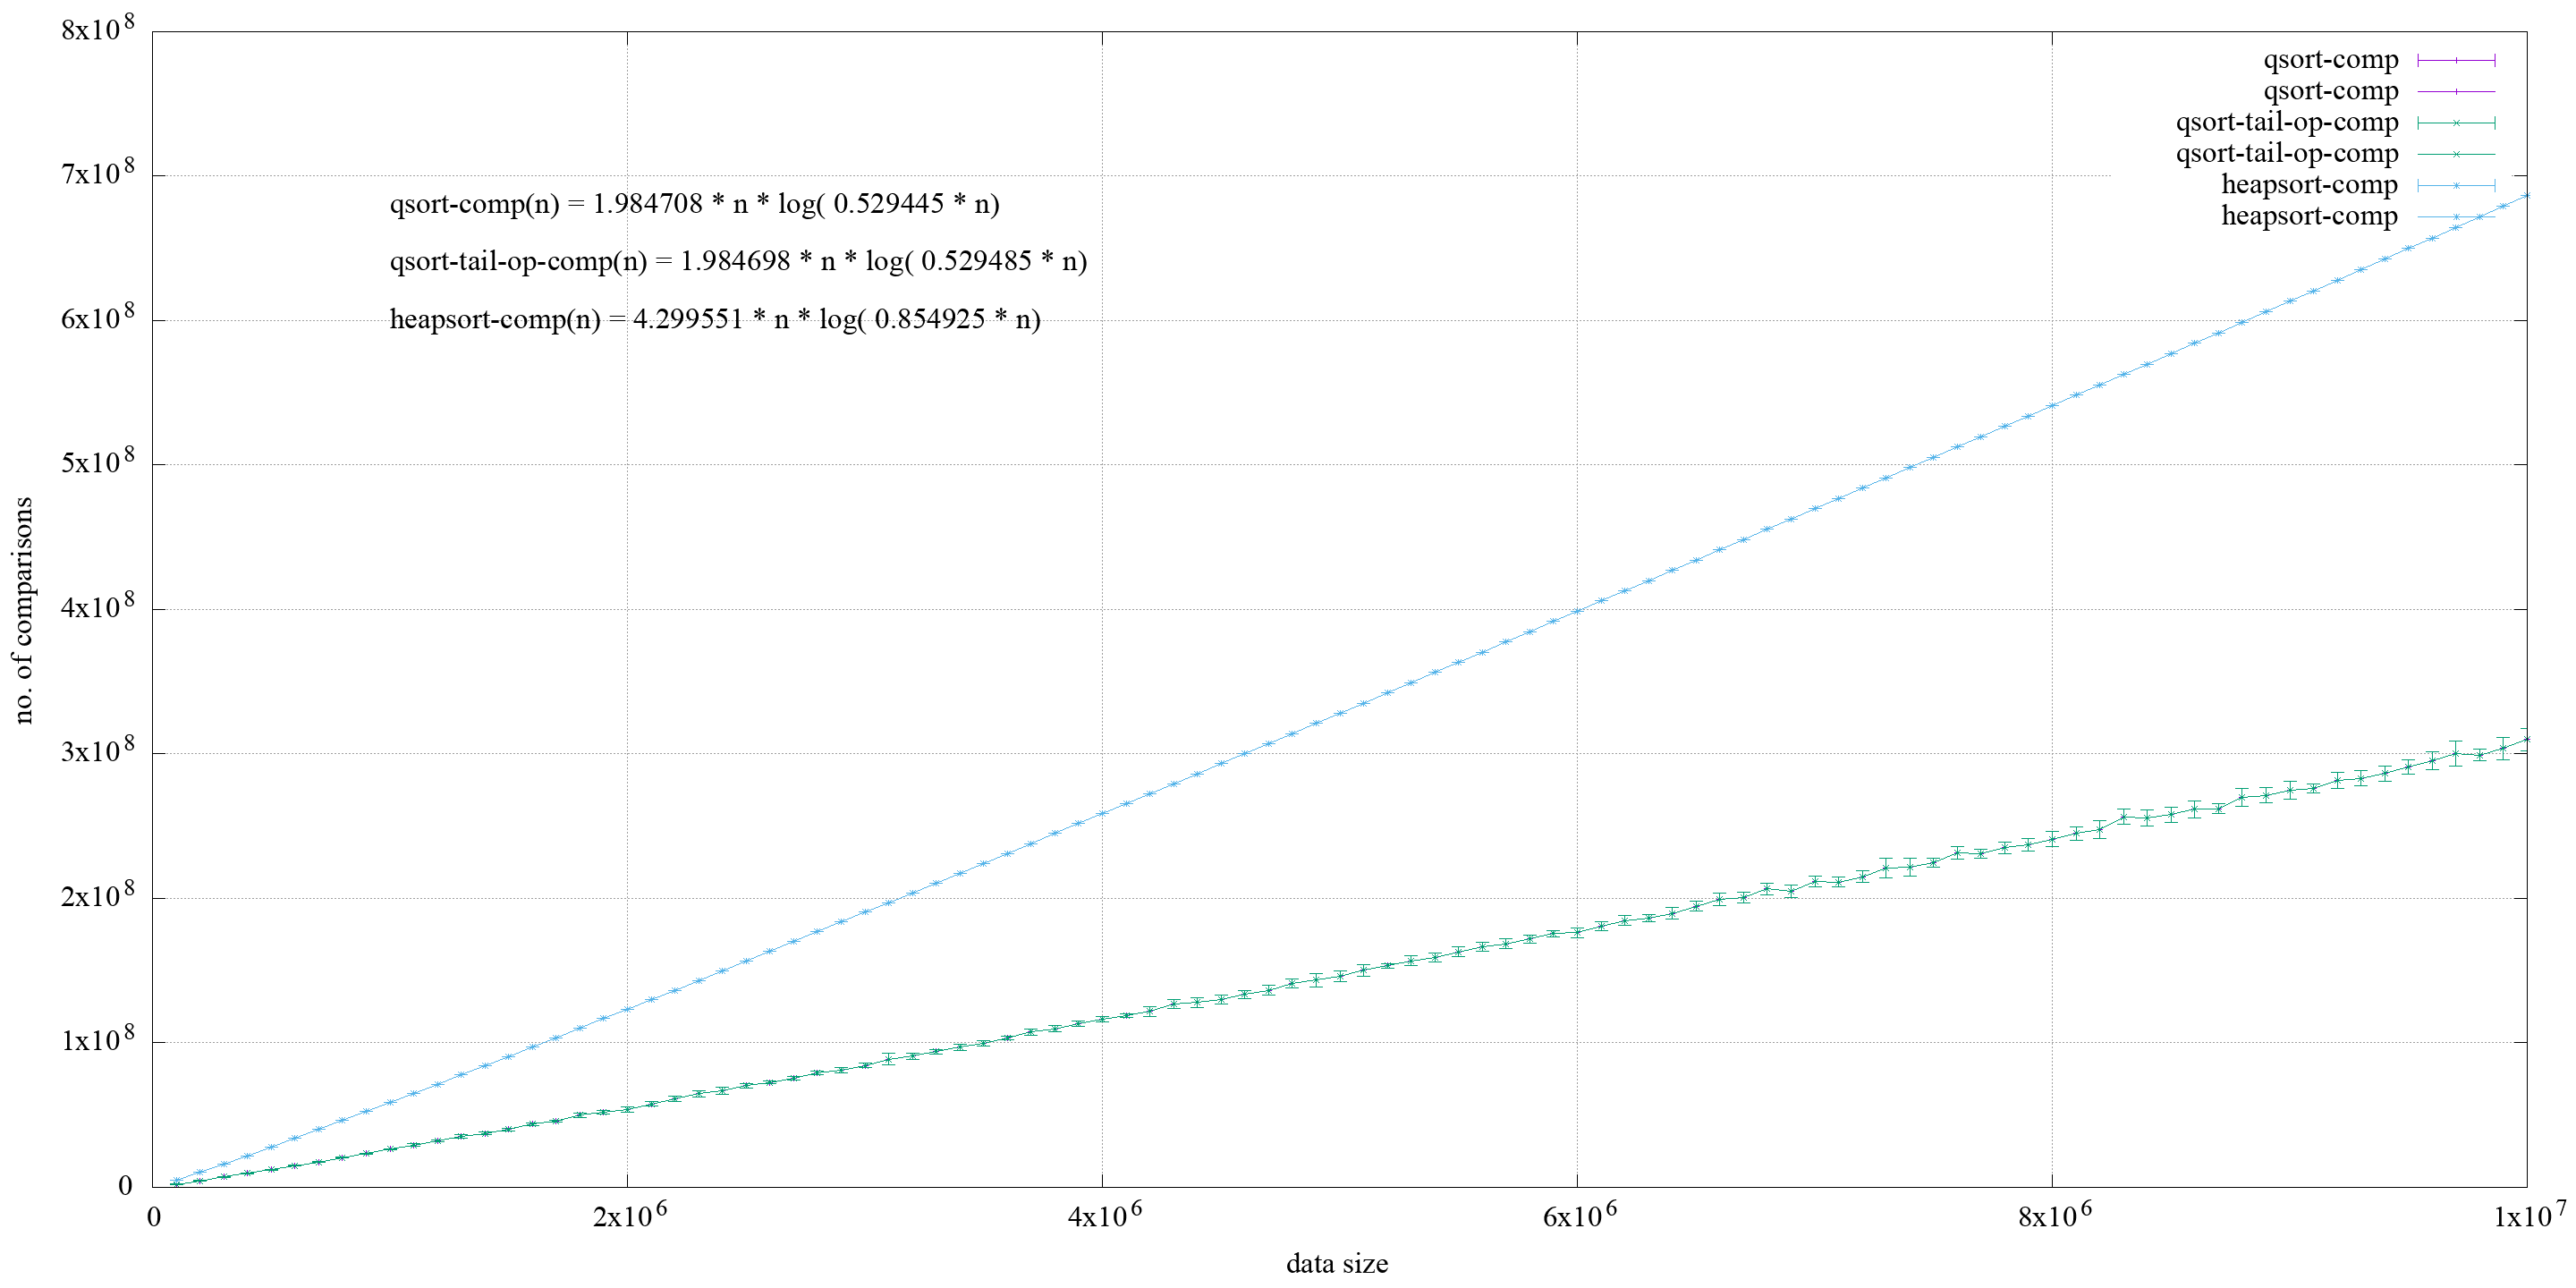 8x10^8
7x10^8
6x10^8
5x10^8
4x10^8
3x10^8
2x10^8
1x10^8
0
no. of comparisons
qsort-comp
qsort-comp
qsort-tail-op-comp
qsort-tail-op-comp
heapsort-comp
heapsort-comp
qsort-comp(n) = 1.984708 * n * log( 0.529445 * n)
qsort-tail-op-comp(n) = 1.984698 * n * log( 0.529485 * n)
heapsort-comp(n) = 4.299551 * n * log( 0.854925 * n)
0 2x10^6 4x10^6 6x10^6 8x10^6 1x10^7
data size